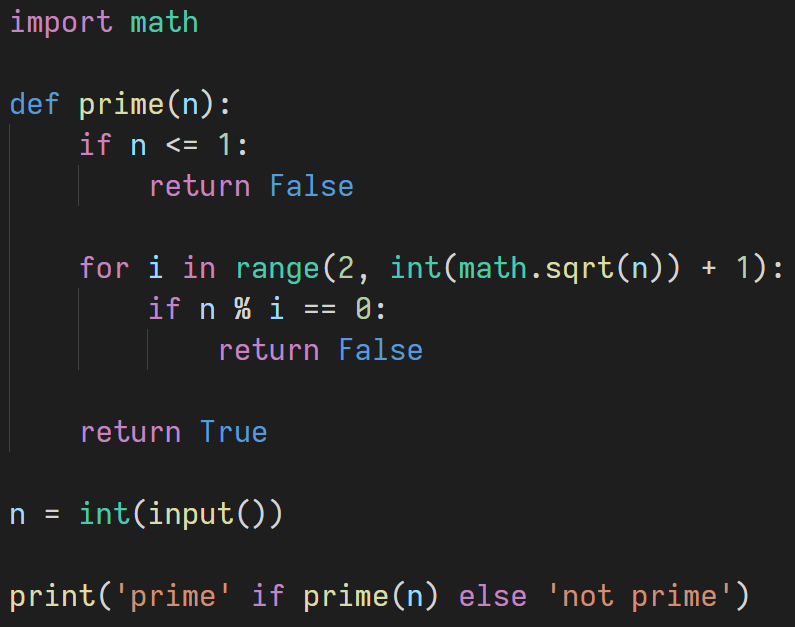 import math
def prime(n):
    if n <= 1:
        return False
    for i in range(2, int(math.sqrt(n)) + 1):
        if n % i == 0:
            return False
    return True
n = int(input())
print('prime' if prime(n) else 'not prime')